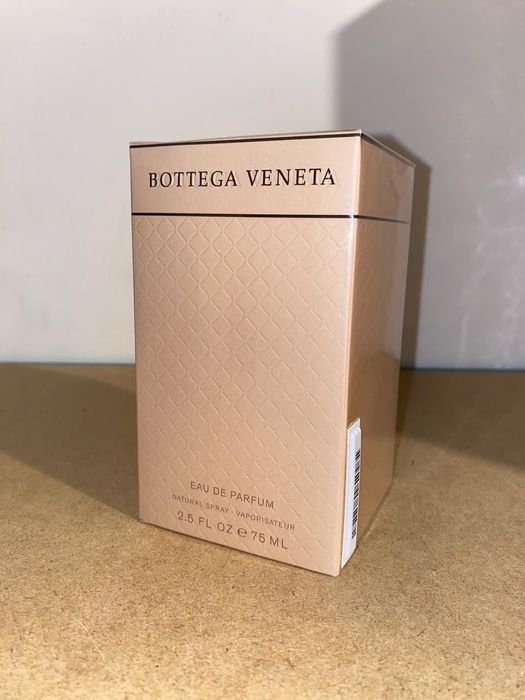 BOTTEGA VENETA
EAU DE PARFUM
NATURAL SPRAY · VAPORISATEUR
2.5 FL OZ ℮ 75 ML